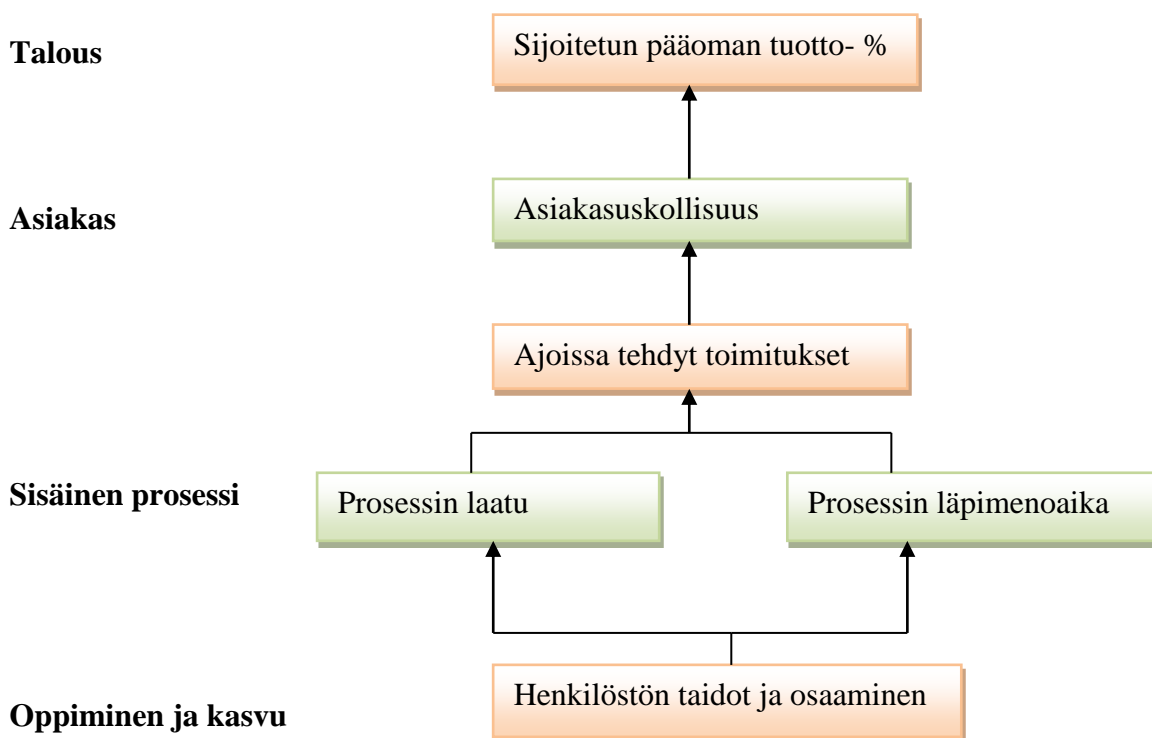 Talous
Sijoitetun pääoman tuotto- %
Asiakas
Asiakasuskollisuus
Ajoissa tehdyt toimitukset
Sisäinen prosessi
Prosessin laatu
Prosessin läpimenoaika
Oppiminen ja kasvu
Henkilöstön taidot ja osaaminen